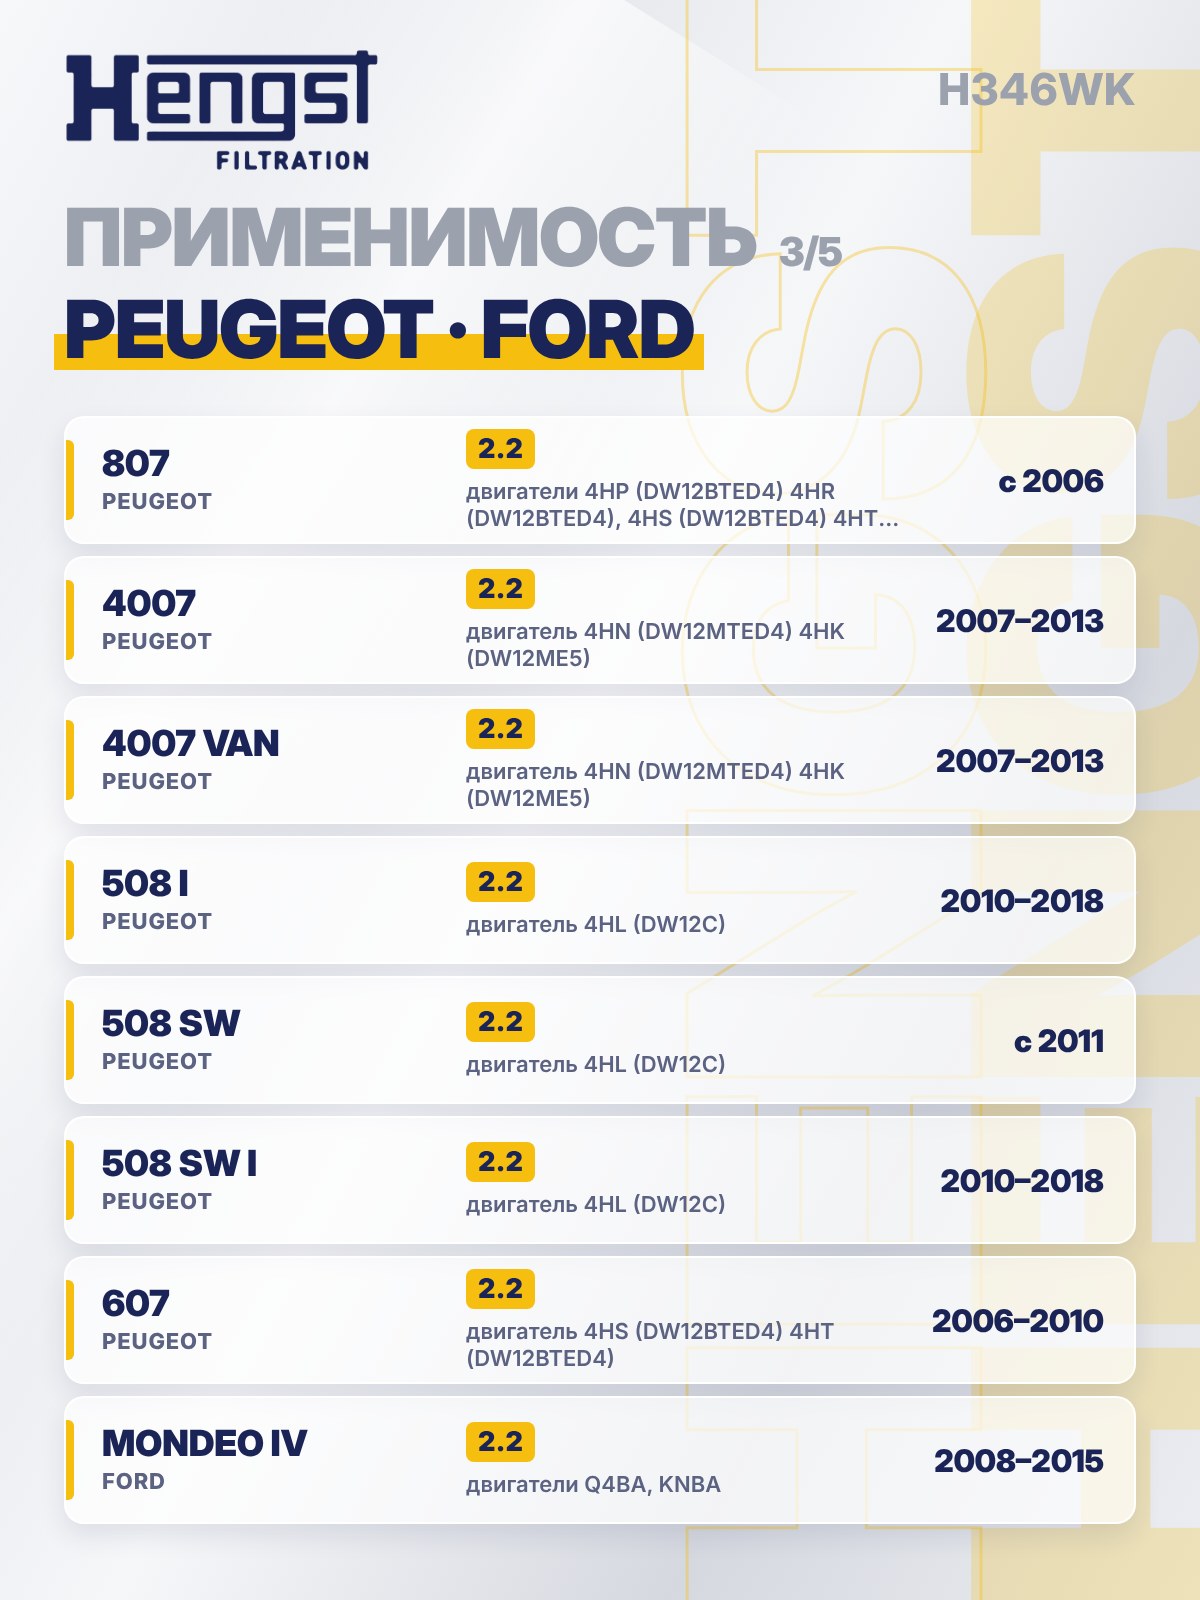 Hengst
FILTRATION
H346WK
ПРИМЕНИМОСТЬ 3/5
PEUGEOT · FORD
807
PEUGEOT
2.2
двигатели 4HP (DW12BTED4) 4HR
(DW12BTED4), 4HS (DW12BTED4) 4HT...
с 2006
4007
PEUGEOT
2.2
двигатель 4HN (DW12MTED4) 4HK
(DW12ME5)
2007–2013
4007 VAN
PEUGEOT
2.2
двигатель 4HN (DW12MTED4) 4HK
(DW12ME5)
2007–2013
508 I
PEUGEOT
2.2
двигатель 4HL (DW12C)
2010–2018
508 SW
PEUGEOT
2.2
двигатель 4HL (DW12C)
с 2011
508 SW I
PEUGEOT
2.2
двигатель 4HL (DW12C)
2010–2018
607
PEUGEOT
2.2
двигатель 4HS (DW12BTED4) 4HT
(DW12BTED4)
2006–2010
MONDEO IV
FORD
2.2
двигатели Q4BA, KNBA
2008–2015
HENGST
HENGST